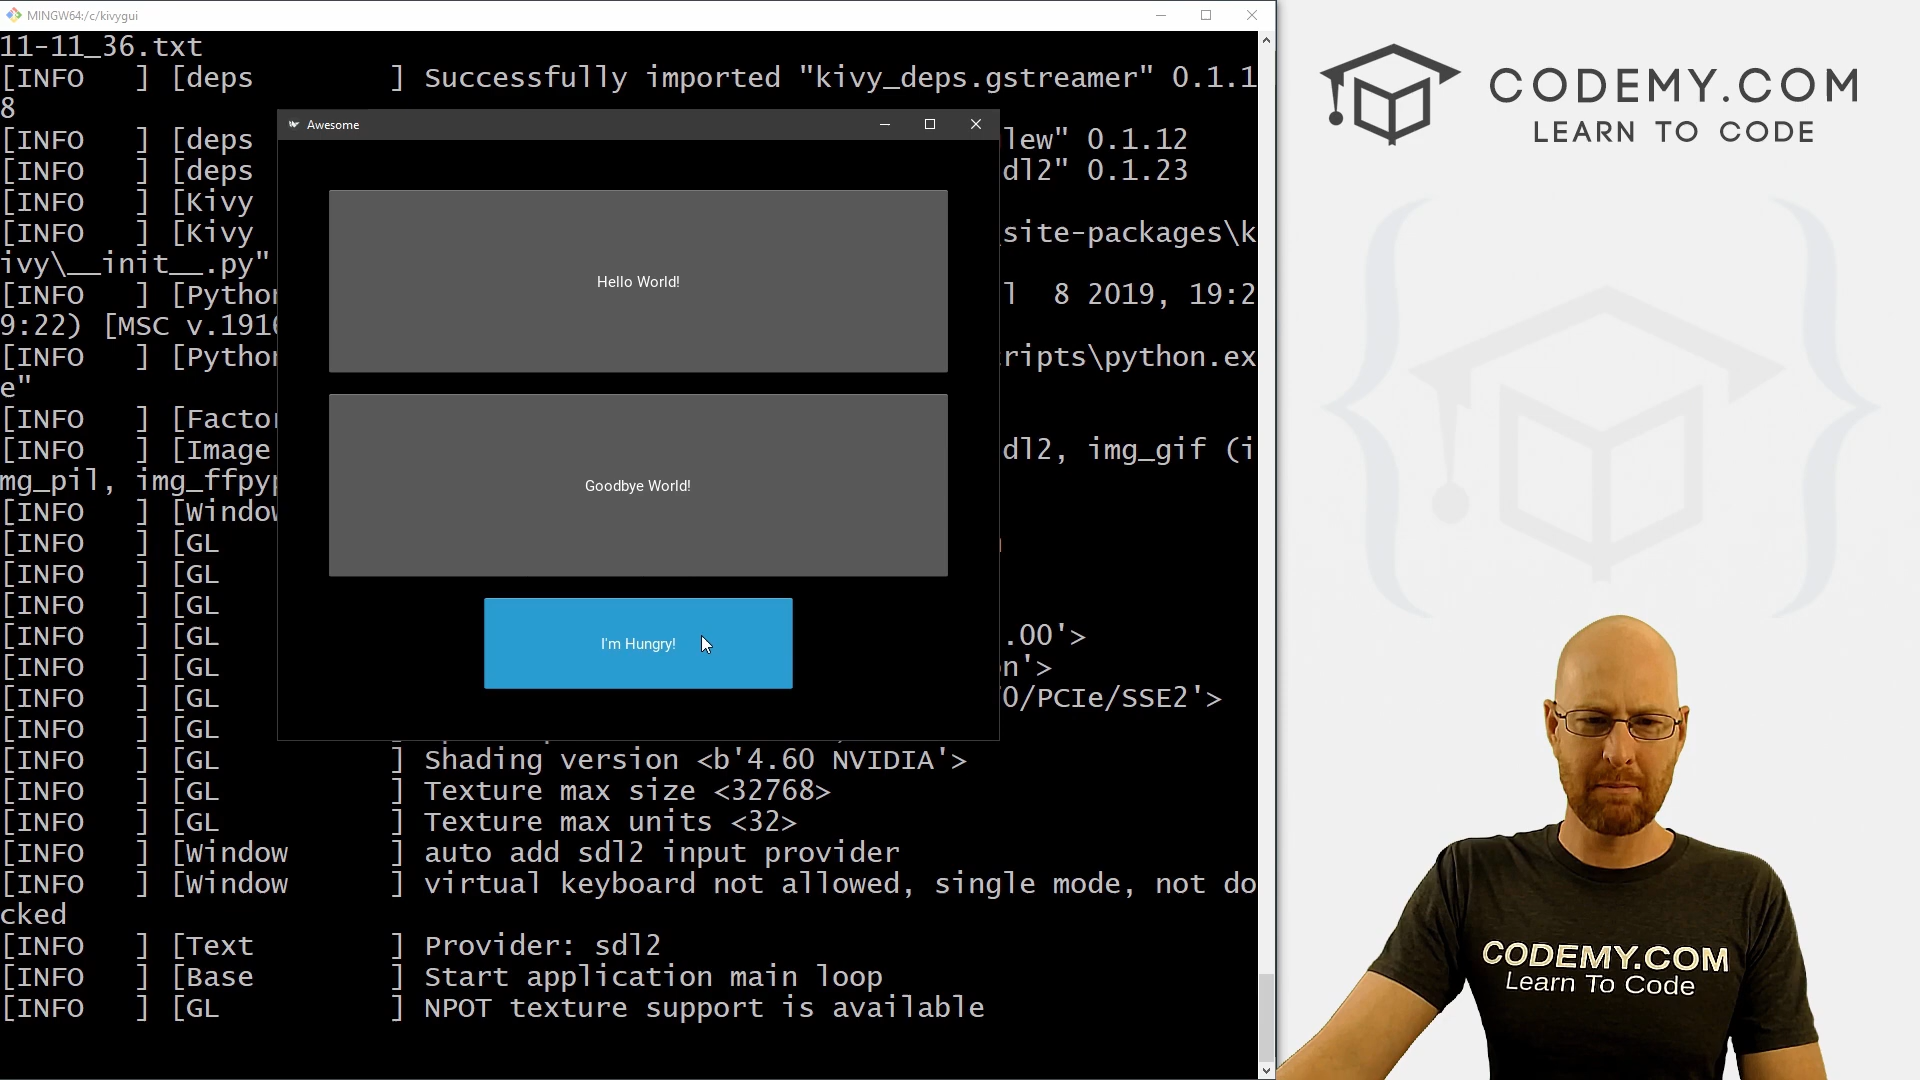 MINGW64:/c/kivygui
11-11_36.txt
[INFO   ] [deps        ] Successfully imported "kivy_deps.gstreamer" 0.1.1
8
[INFO   ] [deps lew" 0.1.12
[INFO   ] [deps dl2" 0.1.23
[INFO   ] [Kivy
[INFO   ] [Kivy site-packages\k
ivy\__init__.py"
[INFO   ] [Python l  8 2019, 19:2
9:22) [MSC v.1916
[INFO   ] [Python ripts\python.ex
e"
[INFO   ] [Facto
[INFO   ] [Image dl2, img_gif (i
mg_pil, img_ffpyp
[INFO   ] [Window
[INFO   ] [GL
[INFO   ] [GL
[INFO   ] [GL
[INFO   ] [GL .00'>
[INFO   ] [GL n'>
[INFO   ] [GL 0/PCIe/SSE2'>
[INFO   ] [GL
[INFO   ] [GL          ] Shading version <b'4.60 NVIDIA'>
[INFO   ] [GL          ] Texture max size <32768>
[INFO   ] [GL          ] Texture max units <32>
[INFO   ] [Window      ] auto add sdl2 input provider
[INFO   ] [Window      ] virtual keyboard not allowed, single mode, not do
cked
[INFO   ] [Text        ] Provider: sdl2
[INFO   ] [Base        ] Start application main loop
[INFO   ] [GL          ] NPOT texture support is available
Awesome
Hello World!
Goodbye World!
I'm Hungry!
CODEMY.COM
LEARN TO CODE
CODEMY.COM
Learn To Code